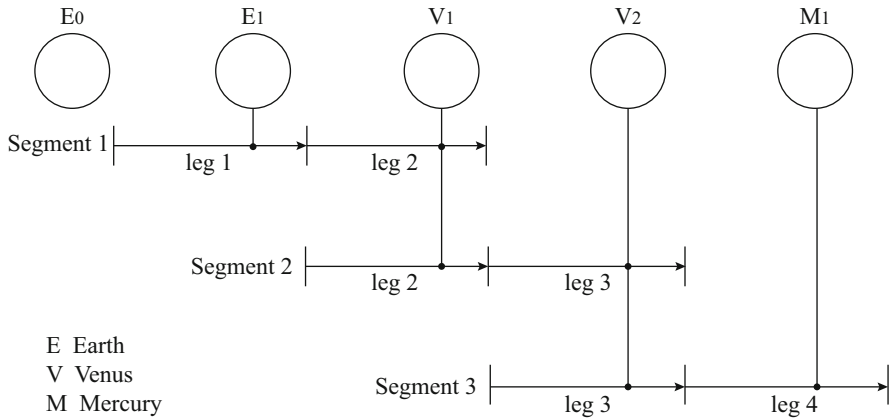 E0 E1 V1 V2 M1
Segment 1
leg 1 leg 2
Segment 2
leg 2 leg 3
E Earth
V Venus
M Mercury
Segment 3
leg 3 leg 4